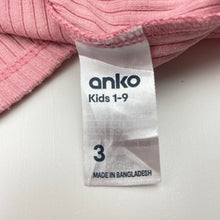 anko
Kids 1-9
3
MADE IN BANGLADESH